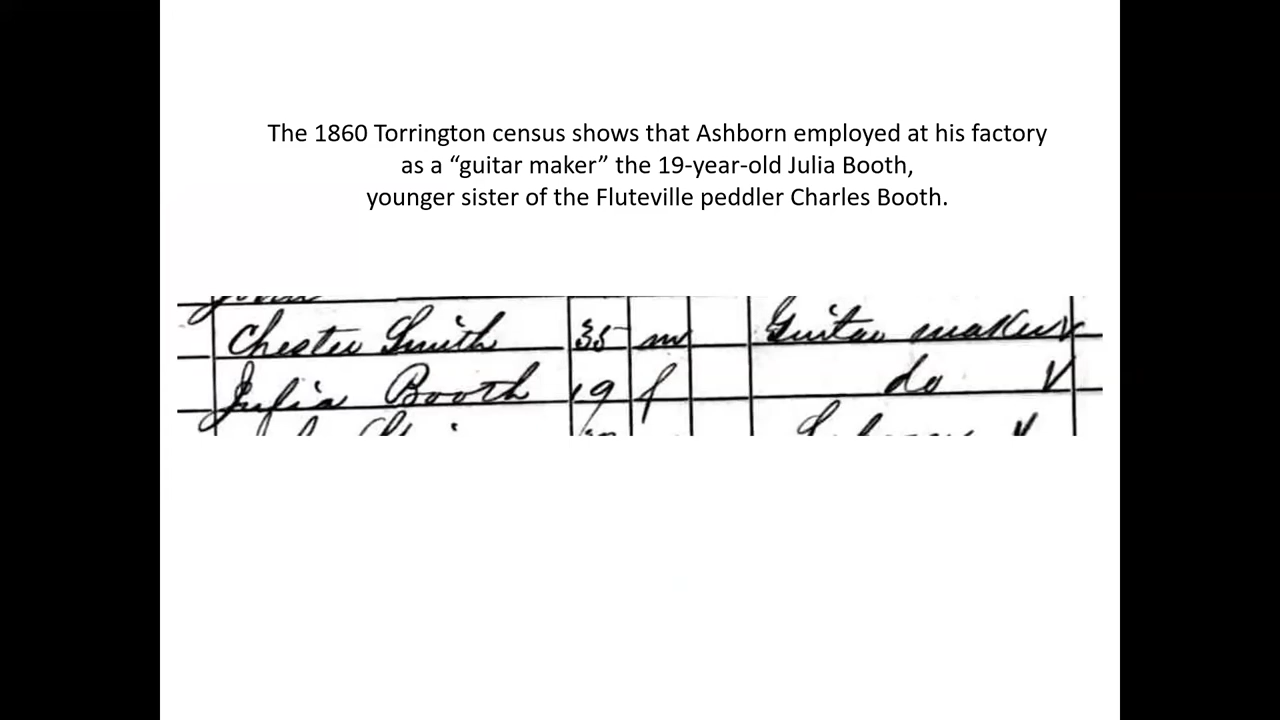 The 1860 Torrington census shows that Ashborn employed at his factory
as a “guitar maker” the 19-year-old Julia Booth,
younger sister of the Fluteville peddler Charles Booth.
Chester Smith 35 m Guitar maker
Julia Booth 19 f do